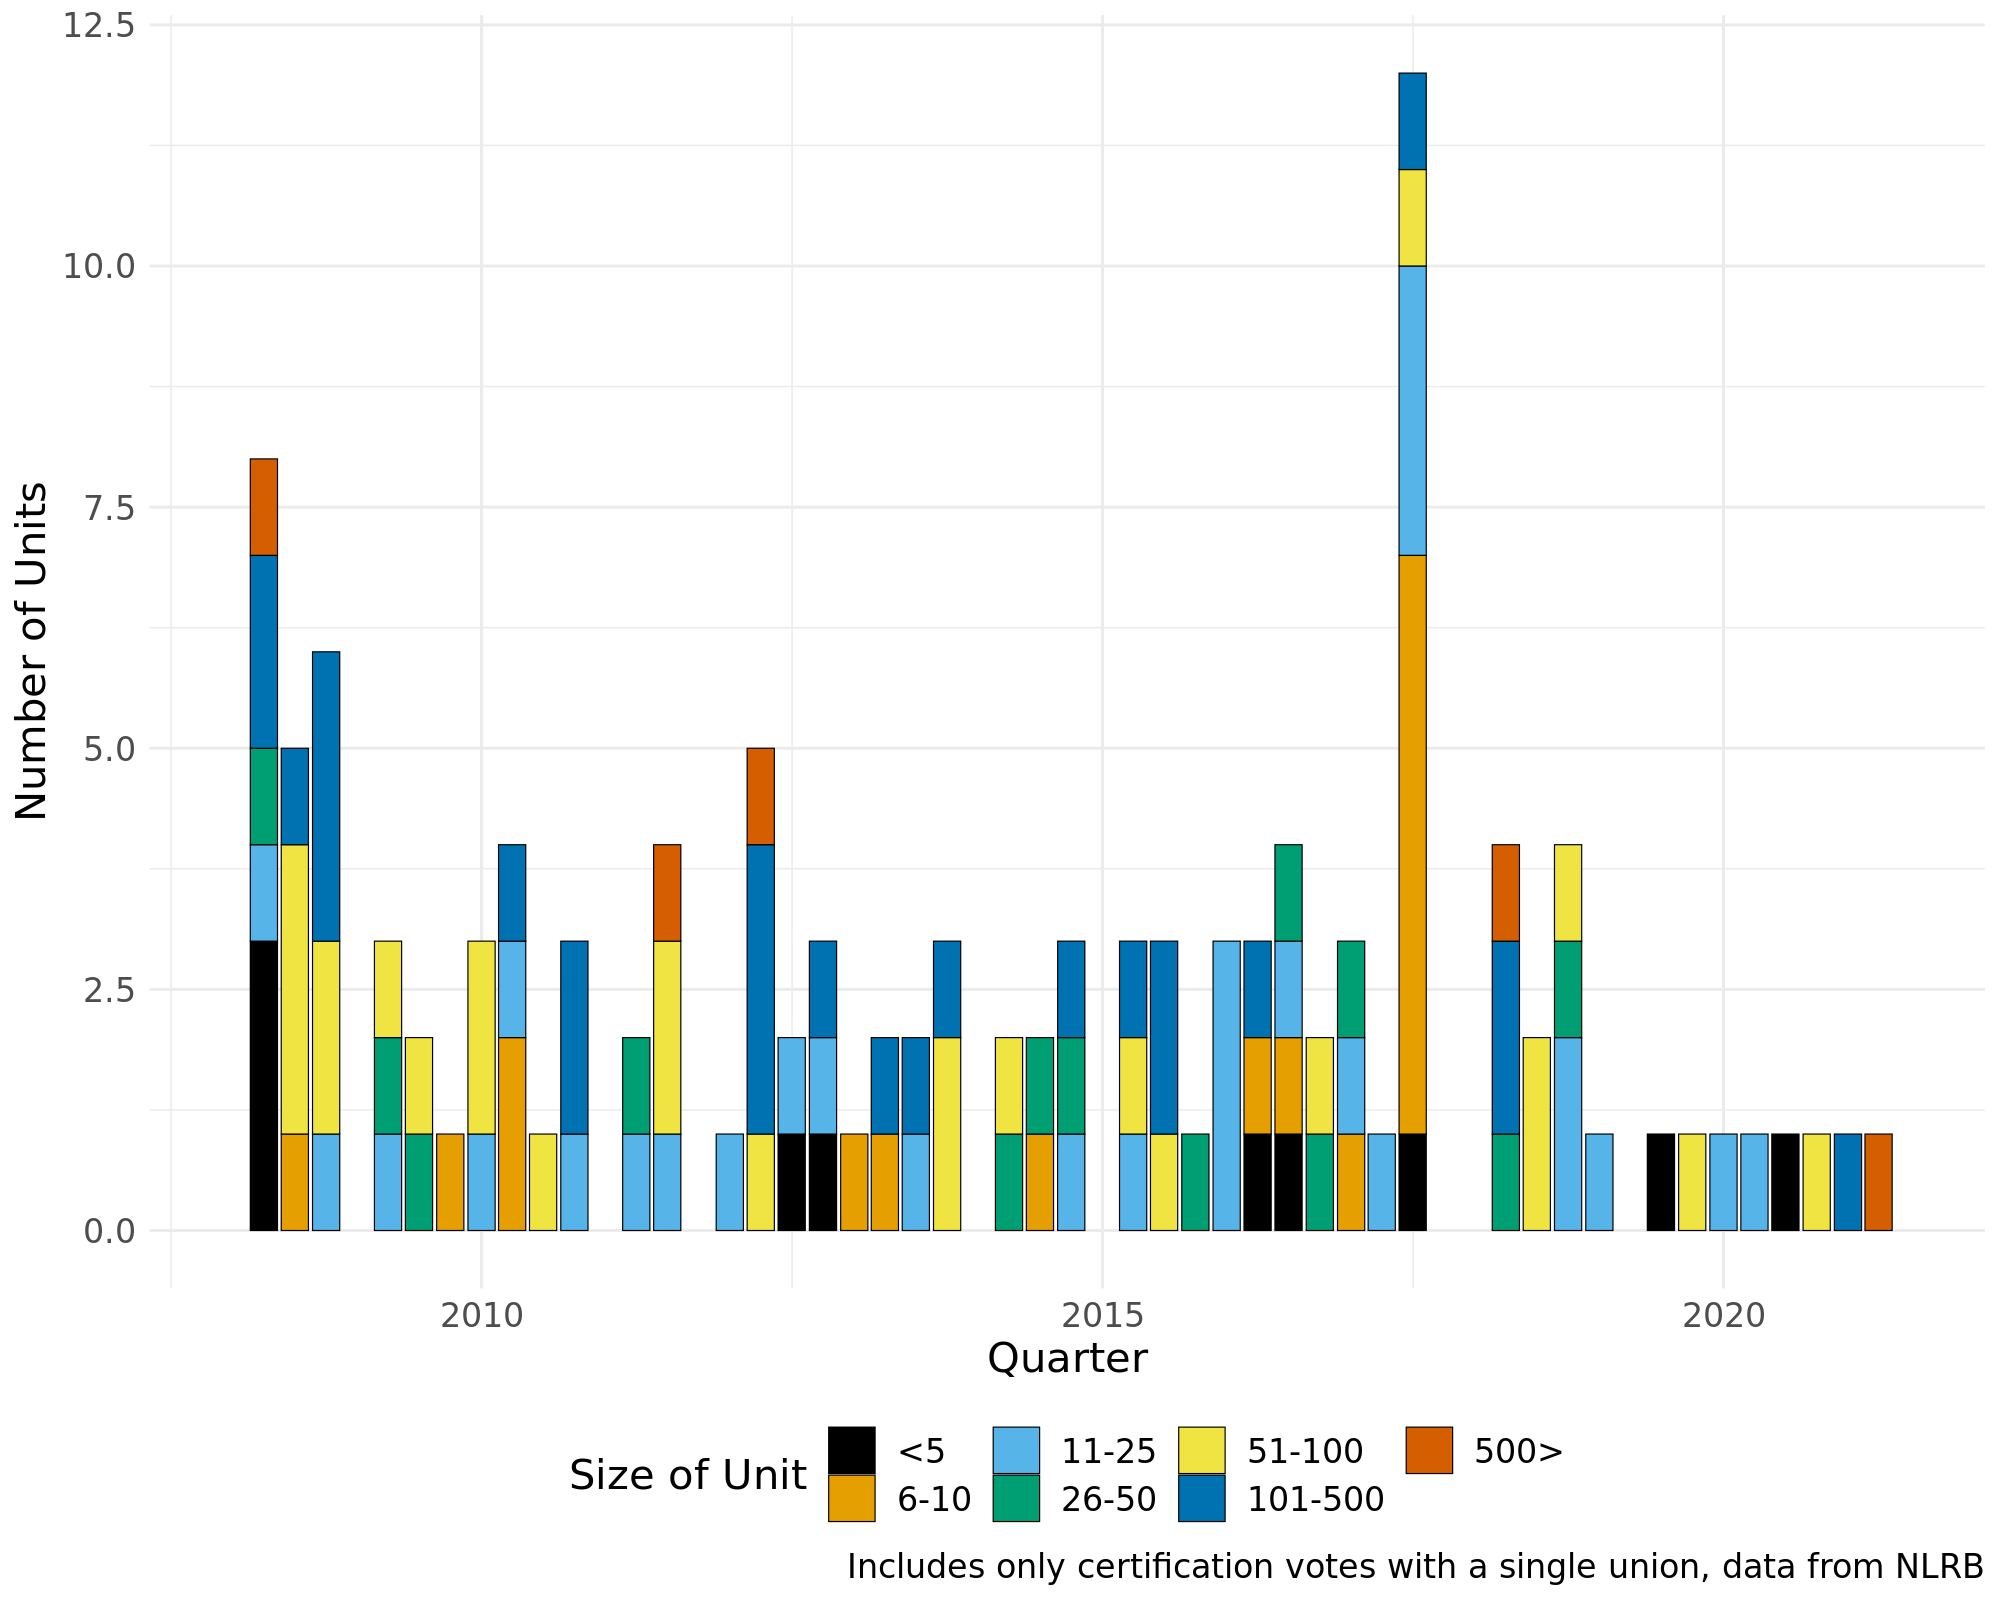 12.5
10.0
7.5
5.0
2.5
0.0
Number of Units
2010 2015 2020
Quarter
Size of Unit
<5 11-25 51-100 500>
6-10 26-50 101-500
Includes only certification votes with a single union, data from NLRB